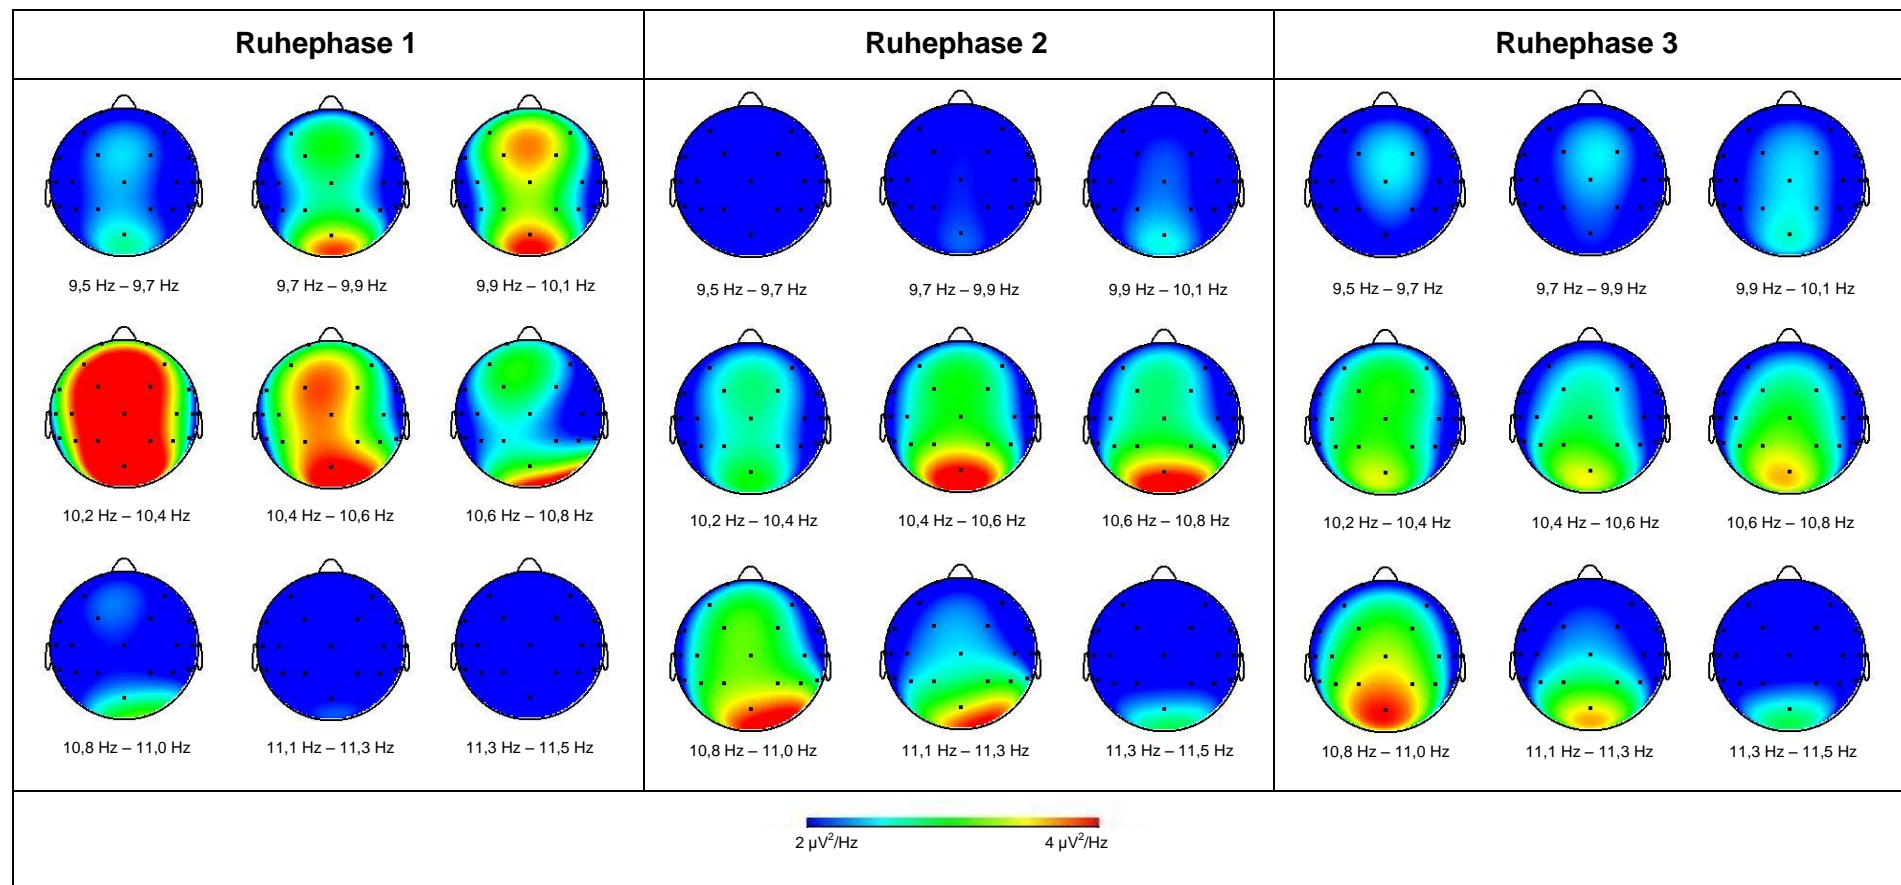 Ruhephase 1
Ruhephase 2
Ruhephase 3
9,5 Hz – 9,7 Hz
9,7 Hz – 9,9 Hz
9,9 Hz – 10,1 Hz
10,2 Hz – 10,4 Hz
10,4 Hz – 10,6 Hz
10,6 Hz – 10,8 Hz
10,8 Hz – 11,0 Hz
11,1 Hz – 11,3 Hz
11,3 Hz – 11,5 Hz
9,5 Hz – 9,7 Hz
9,7 Hz – 9,9 Hz
9,9 Hz – 10,1 Hz
10,2 Hz – 10,4 Hz
10,4 Hz – 10,6 Hz
10,6 Hz – 10,8 Hz
10,8 Hz – 11,0 Hz
11,1 Hz – 11,3 Hz
11,3 Hz – 11,5 Hz
9,5 Hz – 9,7 Hz
9,7 Hz – 9,9 Hz
9,9 Hz – 10,1 Hz
10,2 Hz – 10,4 Hz
10,4 Hz – 10,6 Hz
10,6 Hz – 10,8 Hz
10,8 Hz – 11,0 Hz
11,1 Hz – 11,3 Hz
11,3 Hz – 11,5 Hz
2 µV²/Hz
4 µV²/Hz